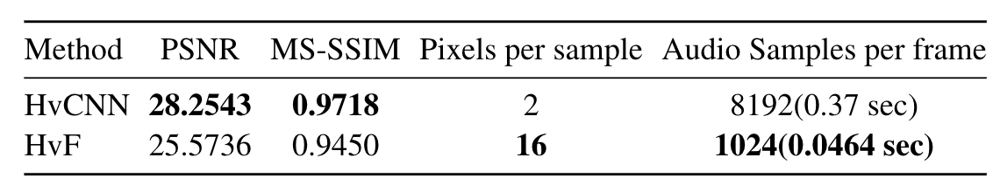 Method PSNR MS-SSIM Pixels per sample Audio Samples per frame
HvCNN 28.2543 0.9718 2 8192(0.37 sec)
HvF 25.5736 0.9450 16 1024(0.0464 sec)